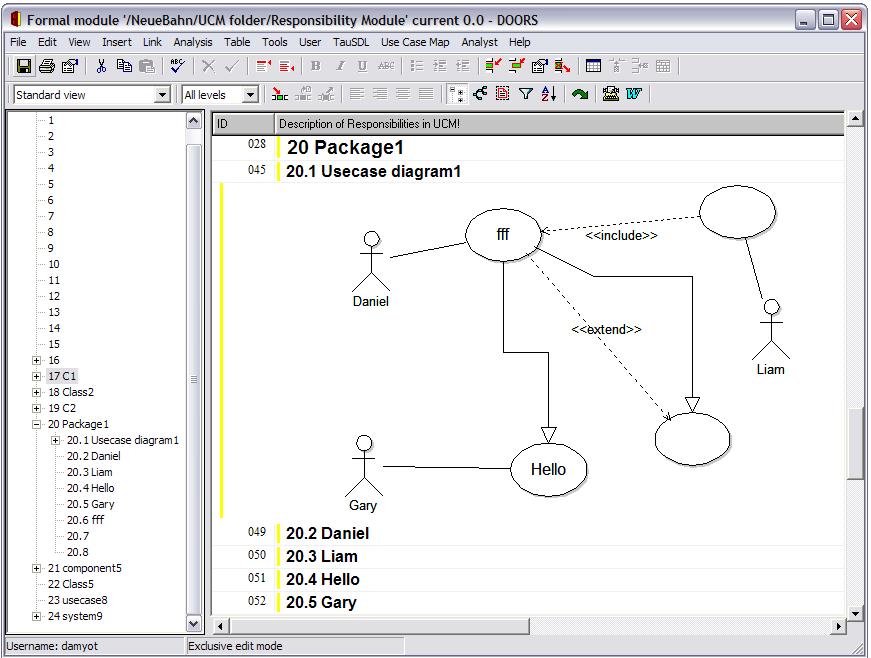 Formal module '/NeueBahn/UCM folder/Responsibility Module' current 0.0 - DOORS
File Edit View Insert Link Analysis Table Tools User TauSDL Use Case Map Analyst Help
Standard view All levels
1
2
3
4
5
6
7
8
9
10
11
12
13
14
15
16
17 C1
18 Class2
19 C2
20 Package1
20.1 Usecase diagram1
20.2 Daniel
20.3 Liam
20.4 Hello
20.5 Gary
20.6 fff
20.7
20.8
21 component5
22 Class5
23 usecase8
24 system9
ID Description of Responsibilities in UCM!
028 20 Package1
045 20.1 Usecase diagram1
fff
<<include>>
Daniel
<<extend>>
Liam
Hello
Gary
049 20.2 Daniel
050 20.3 Liam
051 20.4 Hello
052 20.5 Gary
Username: damyot Exclusive edit mode